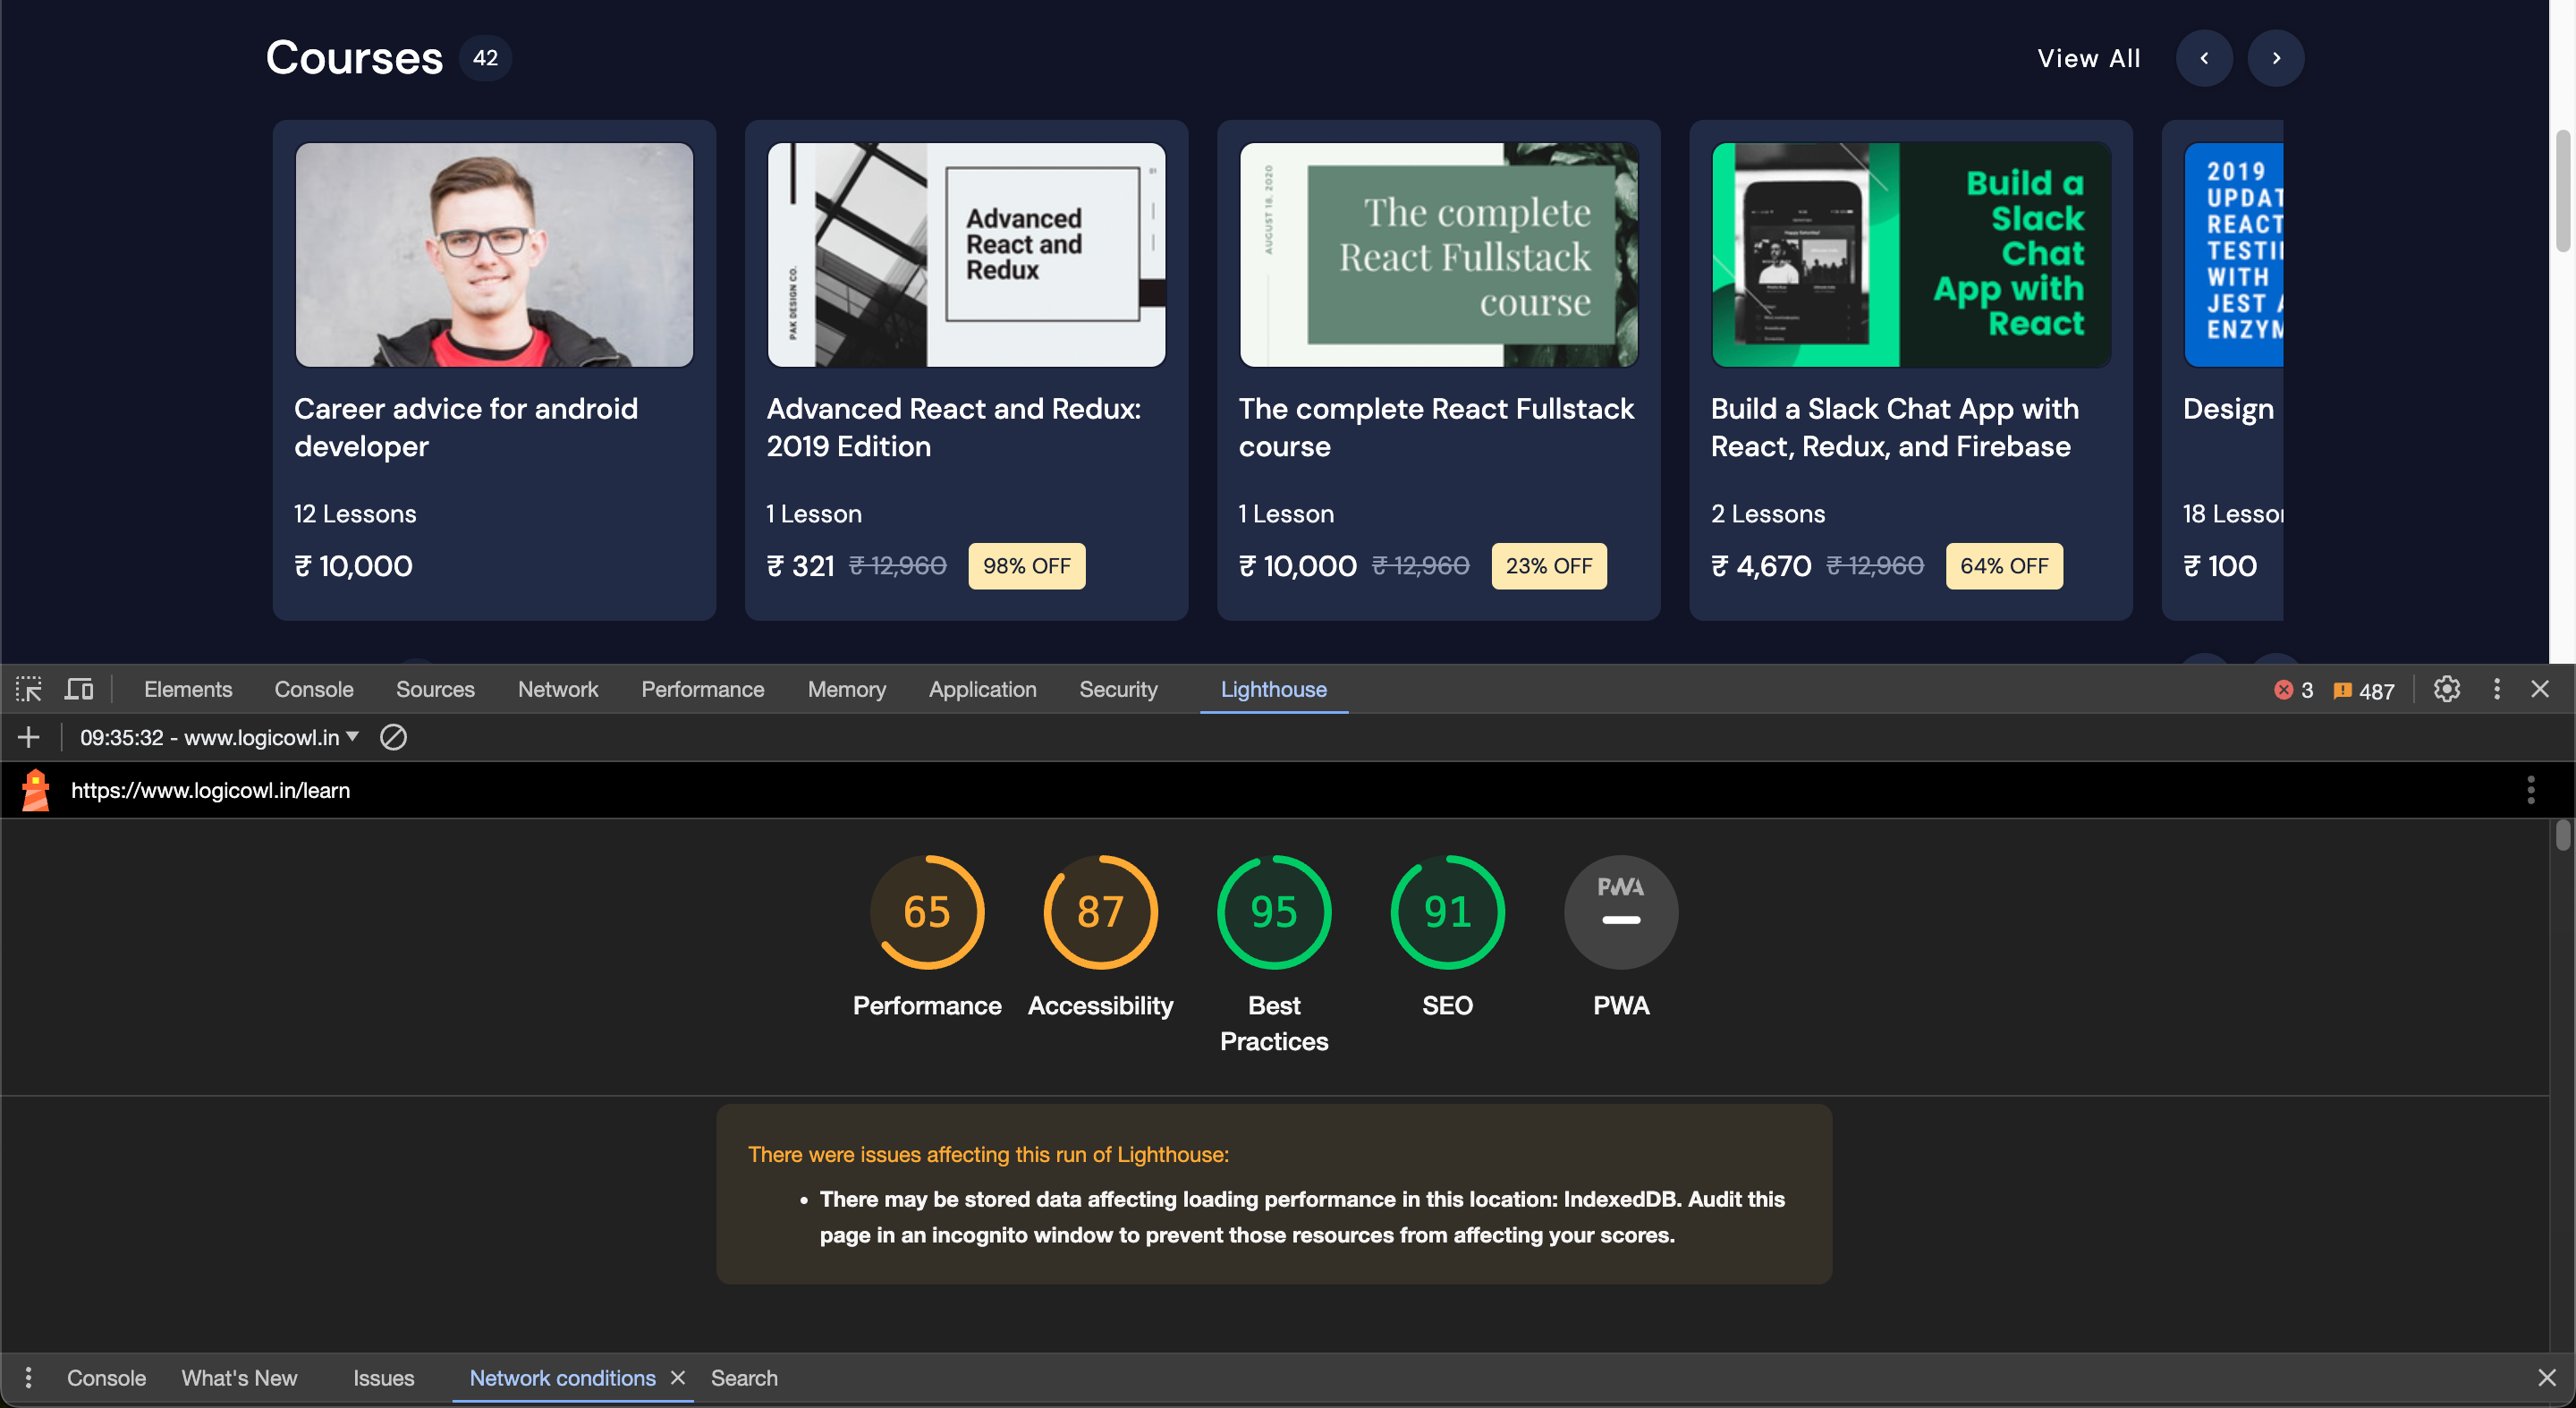 Courses 42
View All
Advanced
React and
Redux
PAK DESIGN CO.
01
AUGUST 18, 2020
The complete
React Fullstack
course
Build a
Slack
Chat
App with
React
2019
UPDAT
REACT
TESTI
WITH
JEST A
ENZYM
Career advice for android
developer
12 Lessons
₹ 10,000
Advanced React and Redux:
2019 Edition
1 Lesson
₹ 321 ₹ 12,960 98% OFF
The complete React Fullstack
course
1 Lesson
₹ 10,000 ₹ 12,960 23% OFF
Build a Slack Chat App with
React, Redux, and Firebase
2 Lessons
₹ 4,670 ₹ 12,960 64% OFF
Design
18 Lesson
₹ 100
Elements Console Sources Network Performance Memory Application Security Lighthouse 3 487
09:35:32 - www.logicowl.in
https://www.logicowl.in/learn
65 87 95 91 PWA
Performance Accessibility Best SEO PWA
Practices
There were issues affecting this run of Lighthouse:
• There may be stored data affecting loading performance in this location: IndexedDB. Audit this
page in an incognito window to prevent those resources from affecting your scores.
Console What's New Issues Network conditions Search